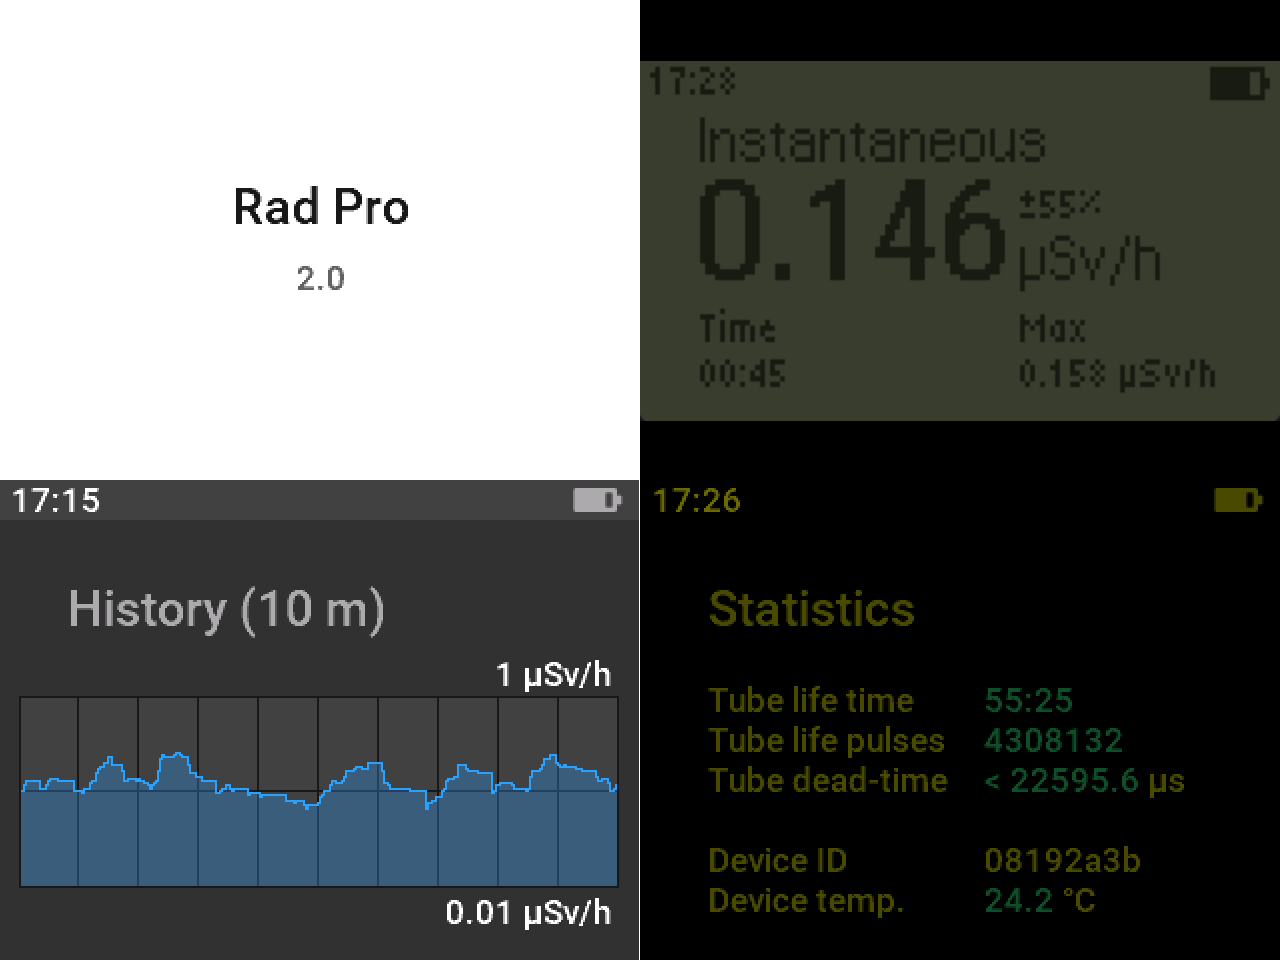 Rad Pro
2.0
17:28
Instantaneous
0.146 ±55% µSv/h
Time Max
00:45 0.158 µSv/h
17:15
History (10 m)
1 µSv/h
0.01 µSv/h
17:26
Statistics
Tube life time 55:25
Tube life pulses 4308132
Tube dead-time < 22595.6 µs
Device ID 08192a3b
Device temp. 24.2 °C